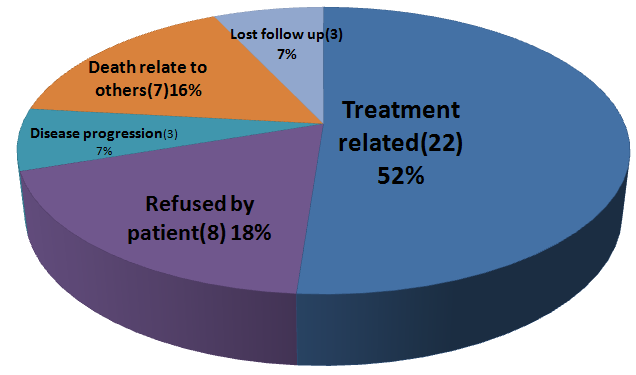 Lost follow up(3)
7%
Death relate to
others(7)16%
Treatment
related(22)
52%
Disease progression(3)
7%
Refused by
patient(8) 18%